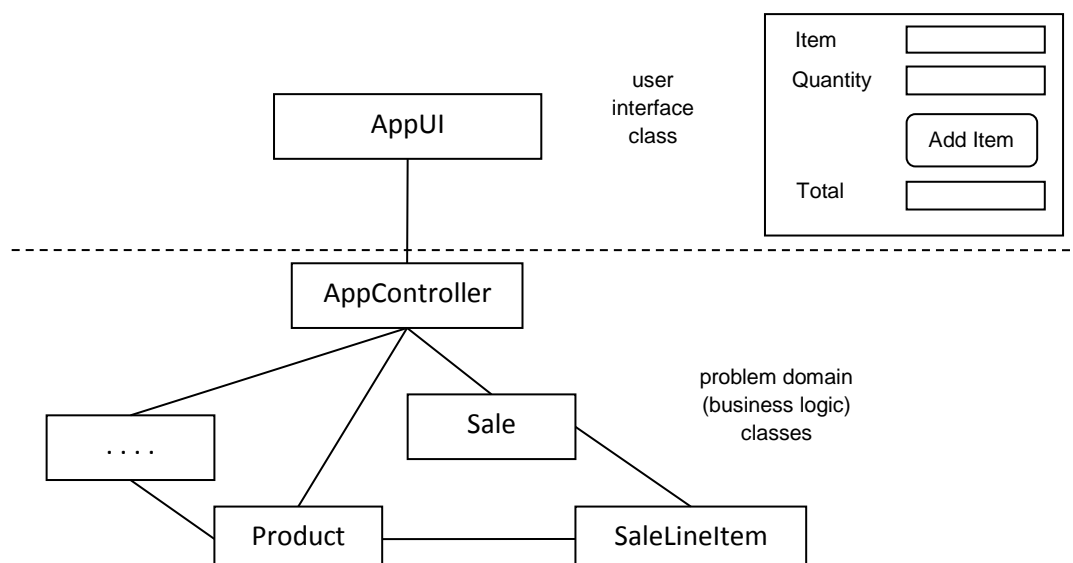 Item
Quantity
Add Item
Total
user
interface
class
AppUI
AppController
problem domain
(business logic)
classes
Sale
. . . .
Product
SaleLineItem